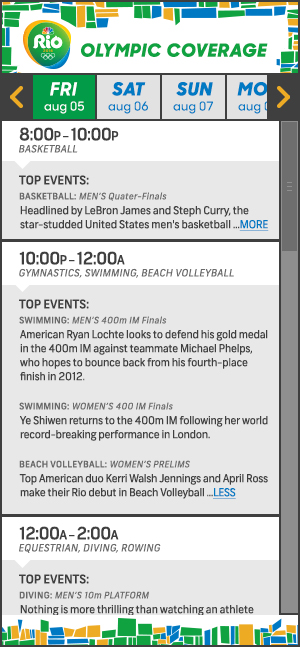 Rio
OLYMPIC COVERAGE
FRI SAT SUN MO
aug 05 aug 06 aug 07 aug 0
8:00P – 10:00P
BASKETBALL
TOP EVENTS:
BASKETBALL: MEN'S Quater-Finals
Headlined by LeBron James and Steph Curry, the
star-studded United States men's basketball ...MORE
10:00P – 12:00A
GYMNASTICS, SWIMMING, BEACH VOLLEYBALL
TOP EVENTS:
SWIMMING: MEN'S 400m IM Finals
American Ryan Lochte looks to defend his gold medal
in the 400m IM against teammate Michael Phelps,
who hopes to bounce back from his fourth-place
finish in 2012.
SWIMMING: WOMEN'S 400 IM Finals
Ye Shiwen returns to the 400m IM following her world
record-breaking performance in London.
BEACH VOLLEYBALL: WOMEN'S PRELIMS
Top American duo Kerri Walsh Jennings and April Ross
make their Rio debut in Beach Volleyball ...LESS
12:00A – 2:00A
EQUESTRIAN, DIVING, ROWING
TOP EVENTS:
DIVING: MEN'S 10m PLATFORM
Nothing is more thrilling than watching an athlete